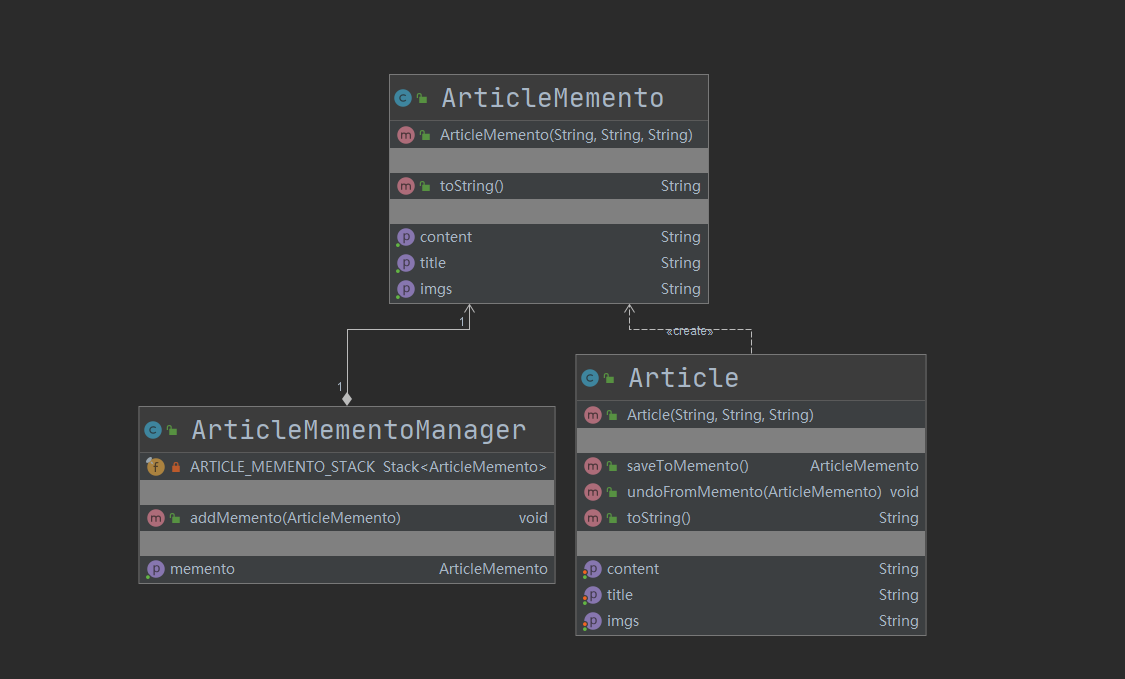 ArticleMemento
ArticleMemento(String, String, String)
toString() String
content String
title String
imgs String
1
«create»
1
Article
Article(String, String, String)
saveToMemento() ArticleMemento
undoFromMemento(ArticleMemento) void
toString() String
content String
title String
imgs String
ArticleMementoManager
ARTICLE_MEMENTO_STACK Stack<ArticleMemento>
addMemento(ArticleMemento) void
memento ArticleMemento